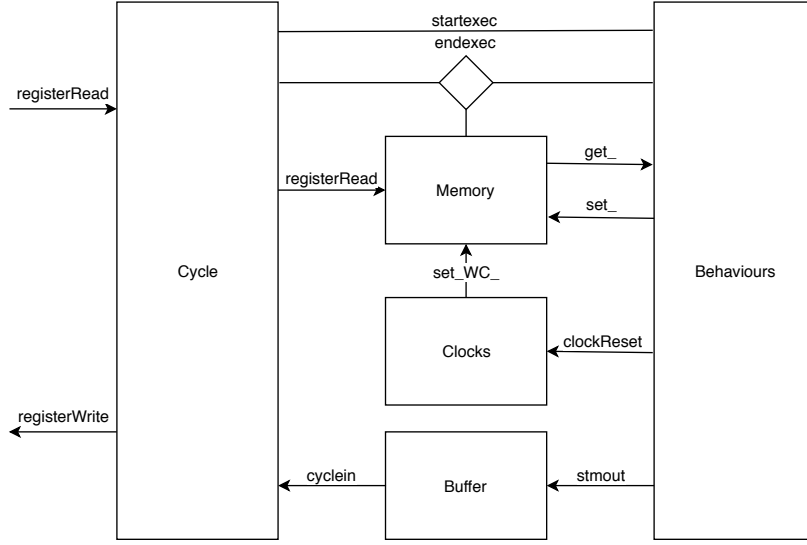 startexec
endexec
registerRead
get_
registerRead
Memory
set_
Cycle
set_WC_
Behaviours
Clocks
clockReset
registerWrite
cyclein
Buffer
stmout